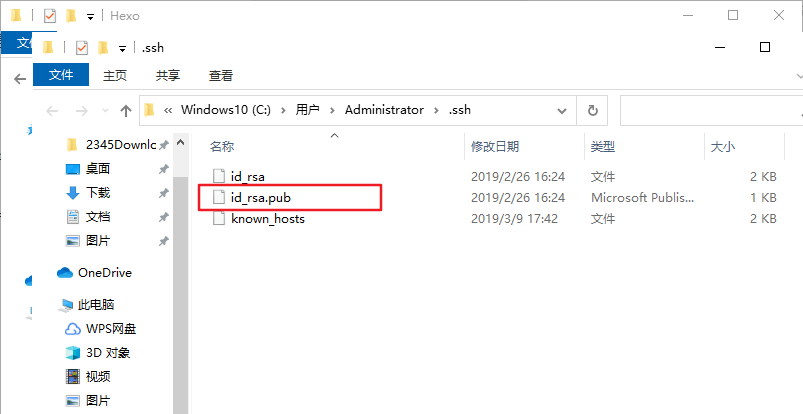 Hexo
文
.ssh
文件 主页 共享 查看
« Windows10 (C:) › 用户 › Administrator › .ssh
名称 修改日期 类型 大小
id_rsa 2019/2/26 16:24 文件 2 KB
id_rsa.pub 2019/2/26 16:24 Microsoft Publis... 1 KB
known_hosts 2019/3/9 17:42 文件 2 KB
2345Downlc
桌面
下载
文档
图片
OneDrive
此电脑
WPS网盘
3D 对象
视频
图片